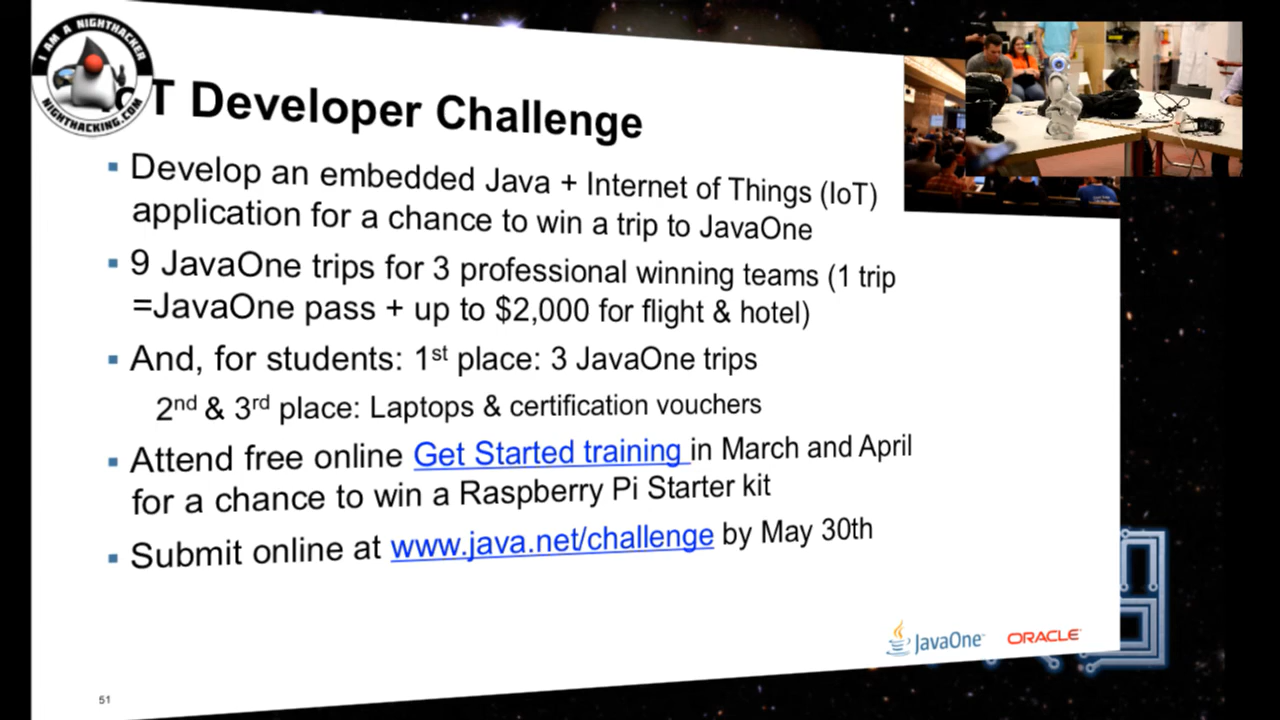 I AM A NIGHTHACKER
NIGHTHACKING.COM
T Developer Challenge
Develop an embedded Java + Internet of Things (IoT)
application for a chance to win a trip to JavaOne
9 JavaOne trips for 3 professional winning teams (1 trip
=JavaOne pass + up to $2,000 for flight & hotel)
And, for students: 1st place: 3 JavaOne trips
2nd & 3rd place: Laptops & certification vouchers
Attend free online Get Started training in March and April
for a chance to win a Raspberry Pi Starter kit
Submit online at www.java.net/challenge by May 30th
JavaOne
ORACLE
51